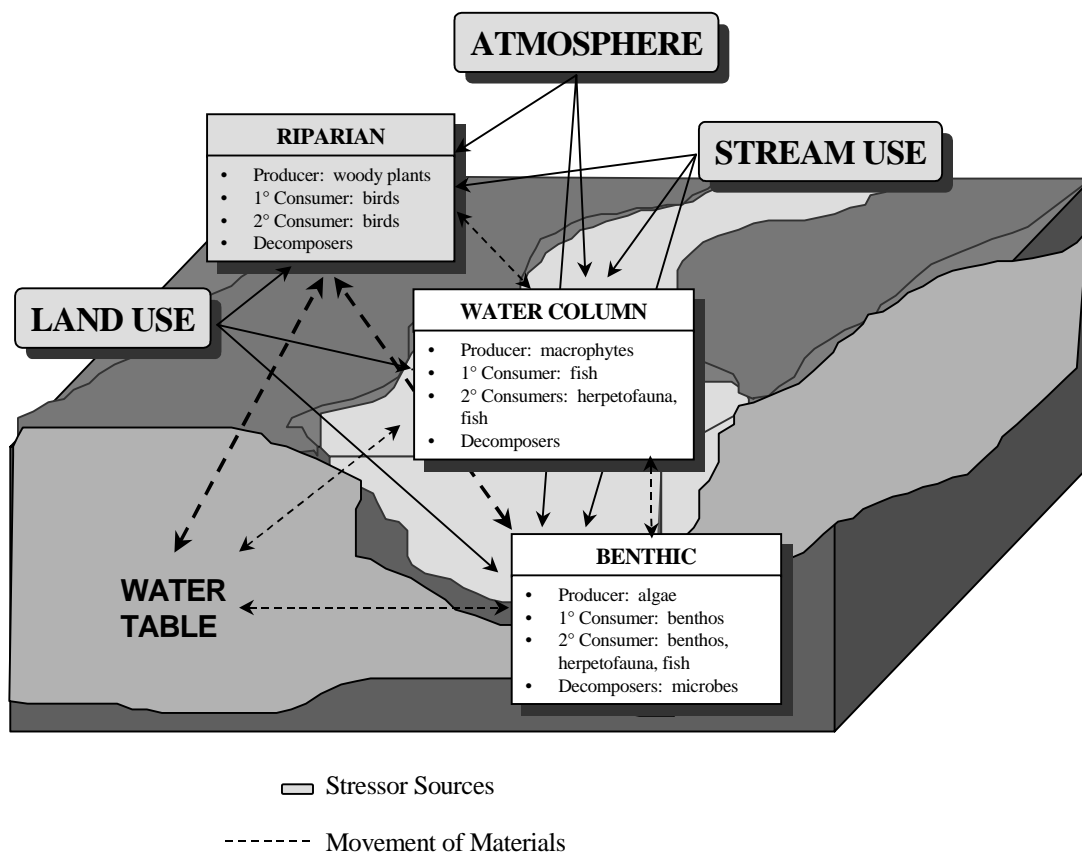 ATMOSPHERE
RIPARIAN
• Producer: woody plants
• 1° Consumer: birds
• 2° Consumer: birds
• Decomposers
STREAM USE
LAND USE
WATER COLUMN
• Producer: macrophytes
• 1° Consumer: fish
• 2° Consumers: herpetofauna,
fish
• Decomposers
WATER
TABLE
BENTHIC
• Producer: algae
• 1° Consumer: benthos
• 2° Consumer: benthos,
herpetofauna, fish
• Decomposers: microbes
Stressor Sources
Movement of Materials